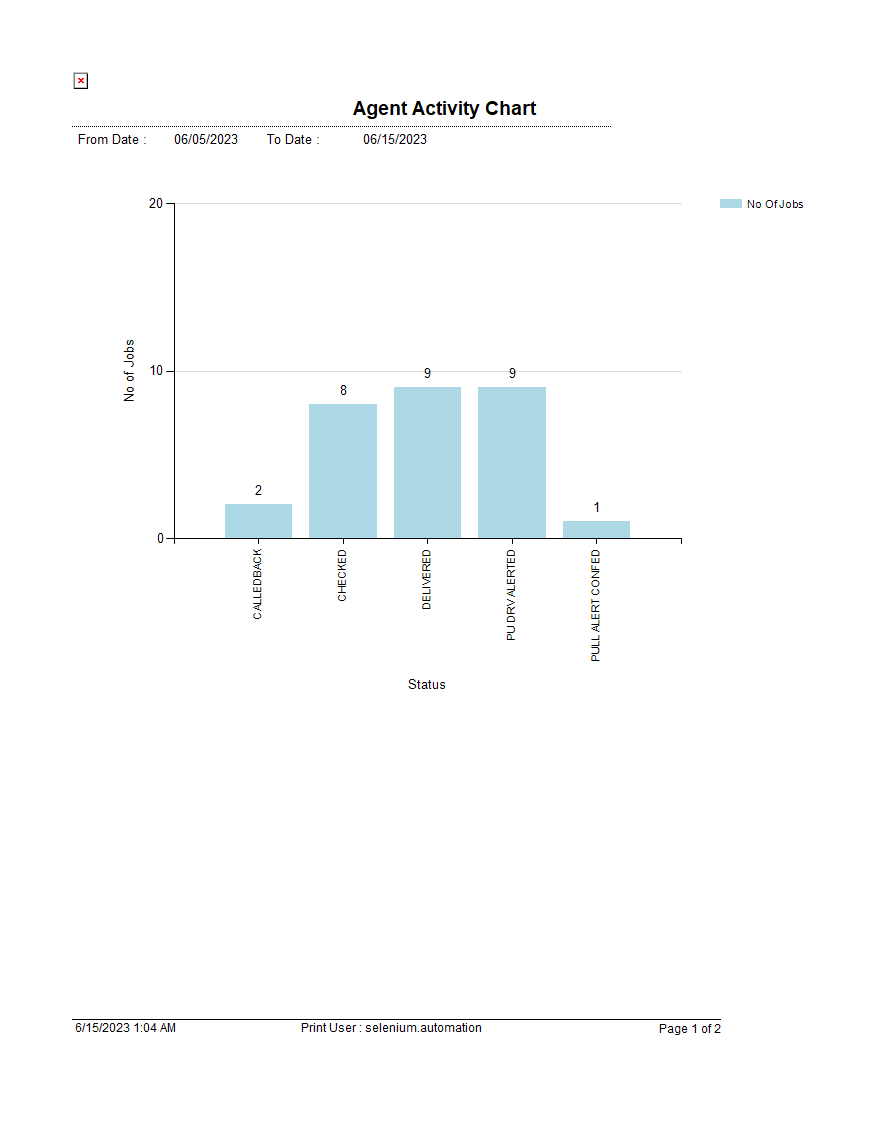 Agent Activity Chart
From Date : 06/05/2023 To Date : 06/15/2023
20
No Of Jobs
No of Jobs
10
9
9
8
2
1
0
CALLEDBACK
CHECKED
DELIVERED
PU DRV ALERTED
PULL ALERT CONFED
Status
6/15/2023 1:04 AM Print User : selenium.automation Page 1 of 2